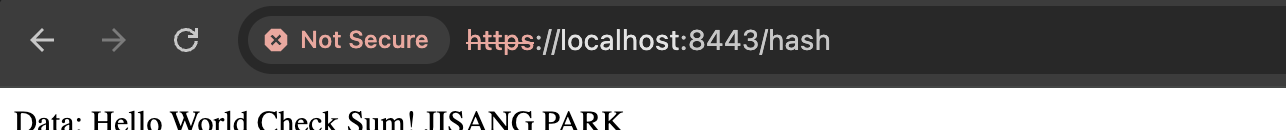 Not Secure https://localhost:8443/hash
Data: Hello World Check Sum! JISANG PARK